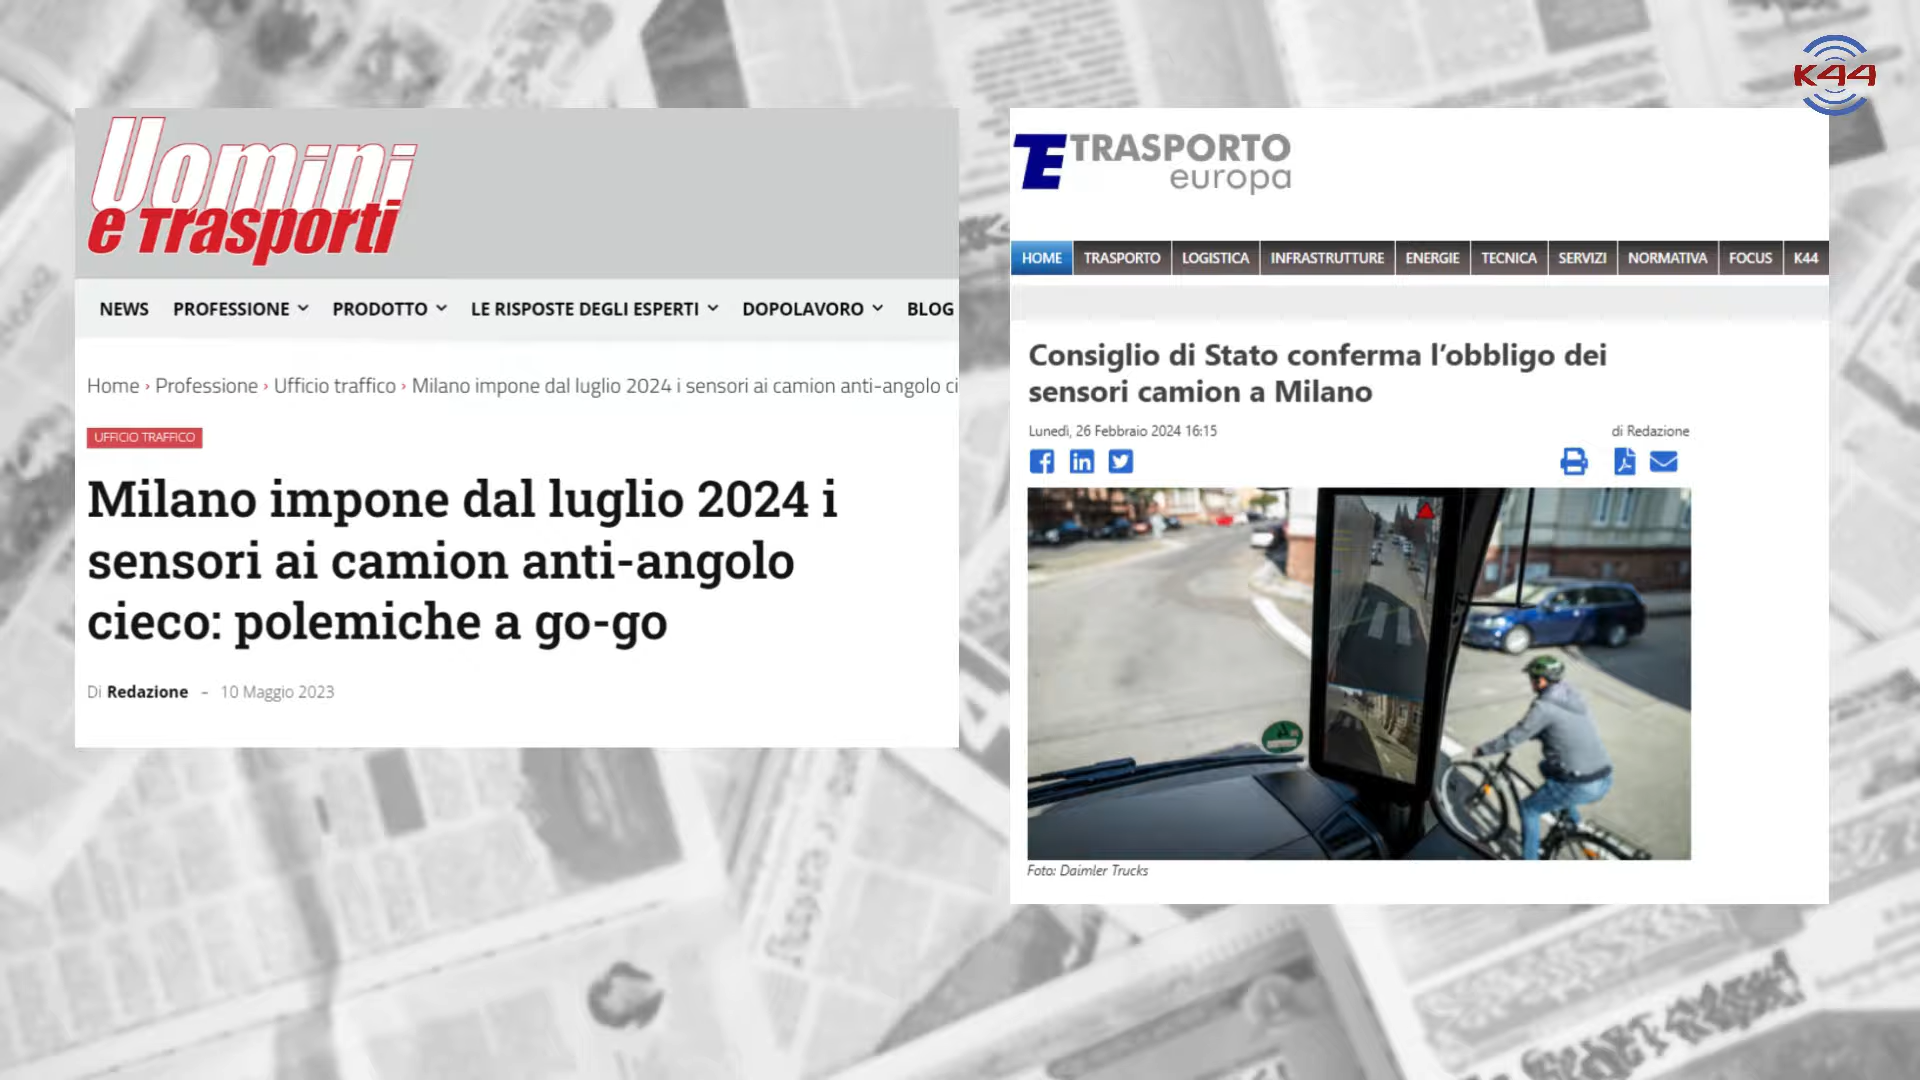 K44
Uomini
e Trasporti
NEWS PROFESSIONE PRODOTTO LE RISPOSTE DEGLI ESPERTI DOPOLAVORO BLOG
Home › Professione › Ufficio traffico › Milano impone dal luglio 2024 i sensori ai camion anti-angolo ci
UFFICIO TRAFFICO
Milano impone dal luglio 2024 i
sensori ai camion anti-angolo
cieco: polemiche a go-go
Di Redazione - 10 Maggio 2023
TE TRASPORTO
europa
HOME TRASPORTO LOGISTICA INFRASTRUTTURE ENERGIE TECNICA SERVIZI NORMATIVA FOCUS K44
Consiglio di Stato conferma l’obbligo dei
sensori camion a Milano
Lunedì, 26 Febbraio 2024 16:15 di Redazione
Foto: Daimler Trucks